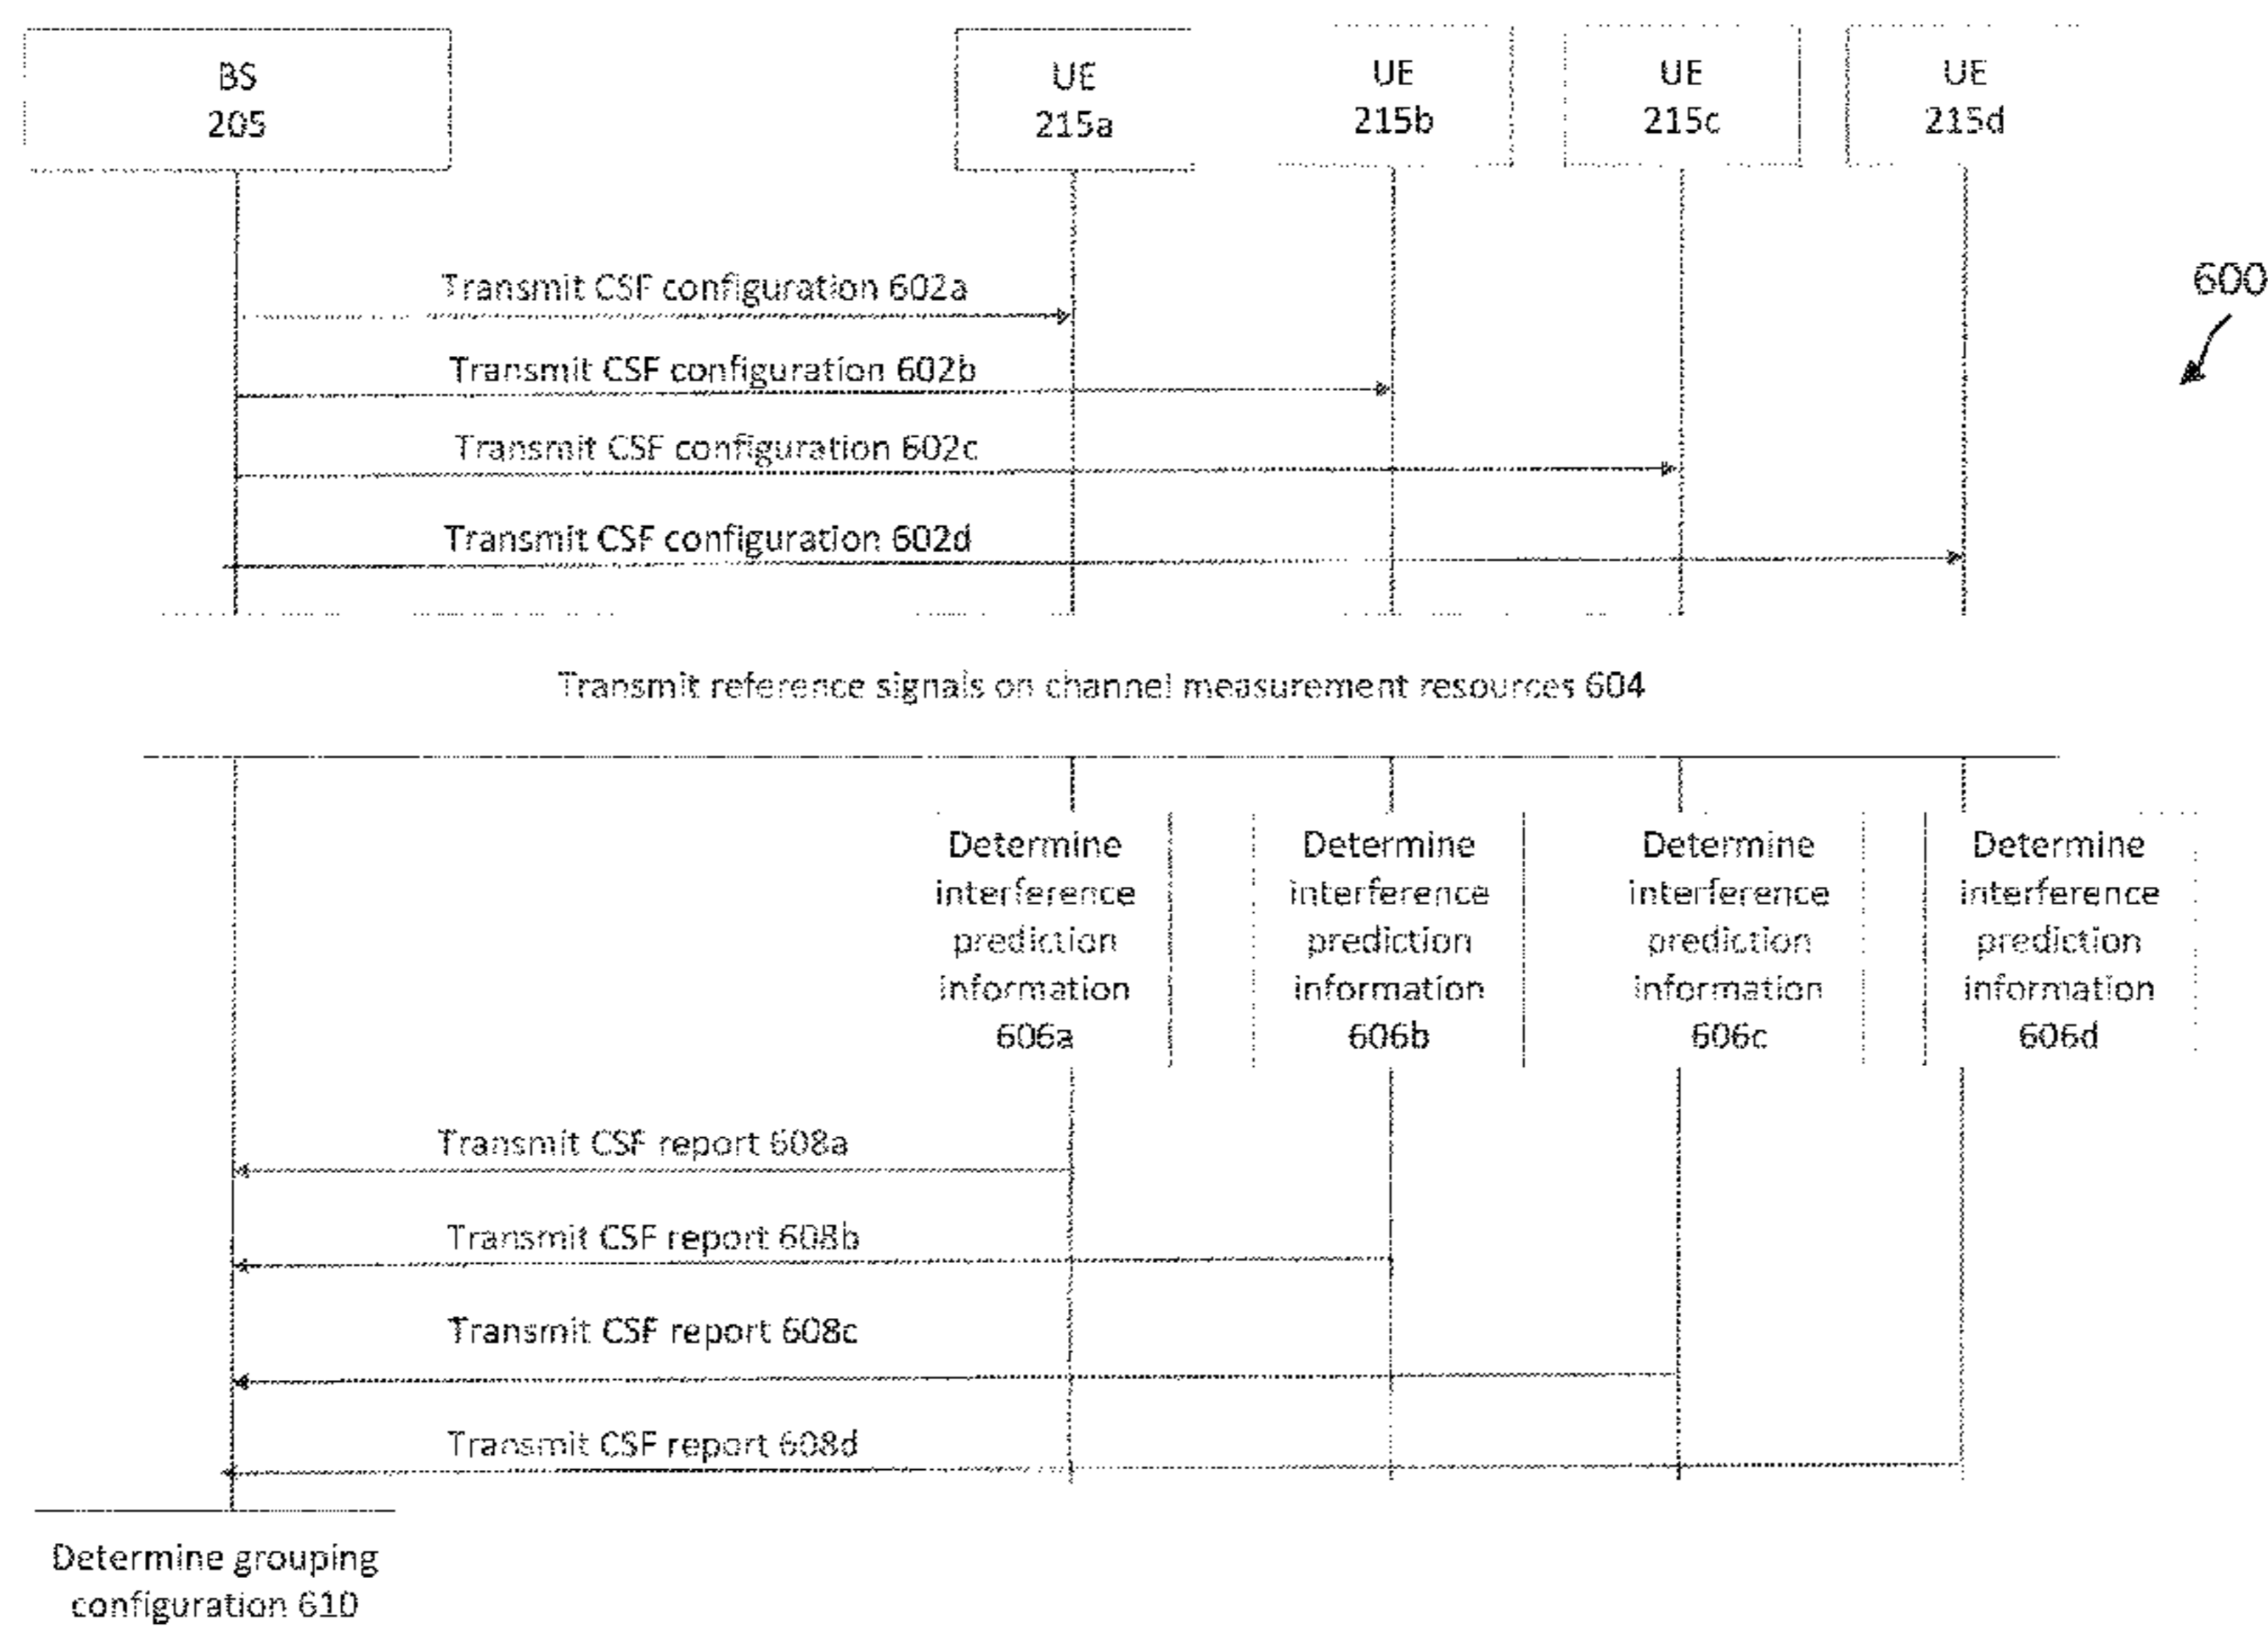 BS
205
UE
215a
UE
215b
UE
215c
UE
215d
600
Transmit CSF configuration 602a
Transmit CSF configuration 602b
Transmit CSF configuration 602c
Transmit CSF configuration 602d
Transmit reference signals on channel measurement resources 604
Determine
interference
prediction
information
606a
Determine
interference
prediction
information
606b
Determine
interference
prediction
information
606c
Determine
interference
prediction
information
606d
Transmit CSF report 608a
Transmit CSF report 608b
Transmit CSF report 608c
Transmit CSF report 608d
Determine grouping
configuration 610